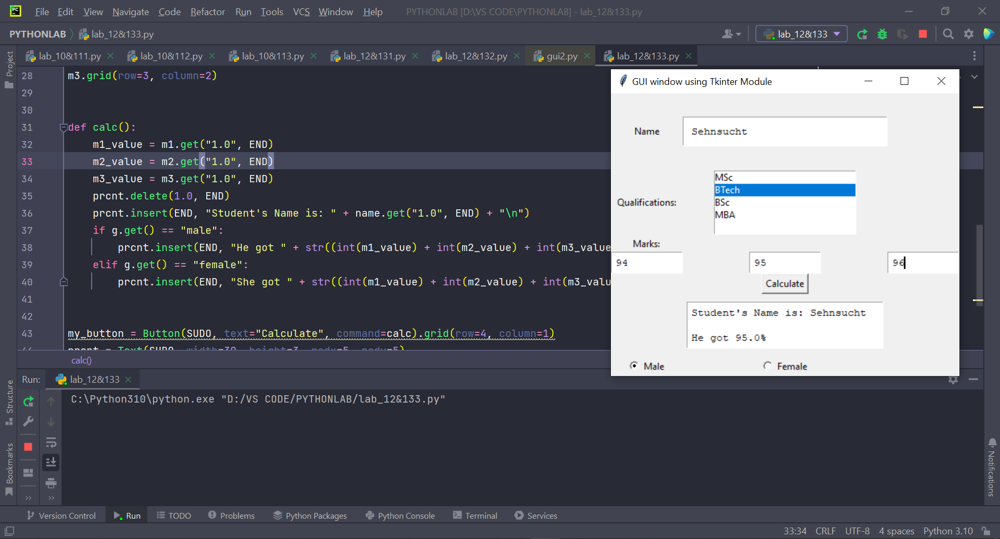 PC File Edit View Navigate Code Refactor Run Tools VCS Window Help PYTHONLAB [D:\VS CODE\PYTHONLAB] - lab_12&133.py
PYTHONLAB lab_12&133.py lab_12&133
Project
lab_10&111.py lab_10&112.py lab_10&113.py lab_12&131.py lab_12&132.py gui2.py lab_12&133.py
28 m3.grid(row=3, column=2)
29
30
31 def calc():
32 m1_value = m1.get("1.0", END)
33 m2_value = m2.get("1.0", END)
34 m3_value = m3.get("1.0", END)
35 prcnt.delete(1.0, END)
36 prcnt.insert(END, "Student's Name is: " + name.get("1.0", END) + "\n")
37 if g.get() == "male":
38 prcnt.insert(END, "He got " + str((int(m1_value) + int(m2_value) + int(m3_value
39 elif g.get() == "female":
40 prcnt.insert(END, "She got " + str((int(m1_value) + int(m2_value) + int(m3_valu
41
42
43 my_button = Button(SUDO, text="Calculate", command=calc).grid(row=4, column=1)
calc()
GUI window using Tkinter Module
Name Sehnsucht
MSc
BTech
Qualifications:
BSc
MBA
Marks:
94 95 96
Calculate
Student's Name is: Sehnsucht
He got 95.0%
Male Female
Run: lab_12&133
C:\Python310\python.exe "D:/VS CODE/PYTHONLAB/lab_12&133.py"
Structure
Bookmarks
Notifications
Version Control Run TODO Problems Python Packages Python Console Terminal Services
33:34 CRLF UTF-8 4 spaces Python 3.10